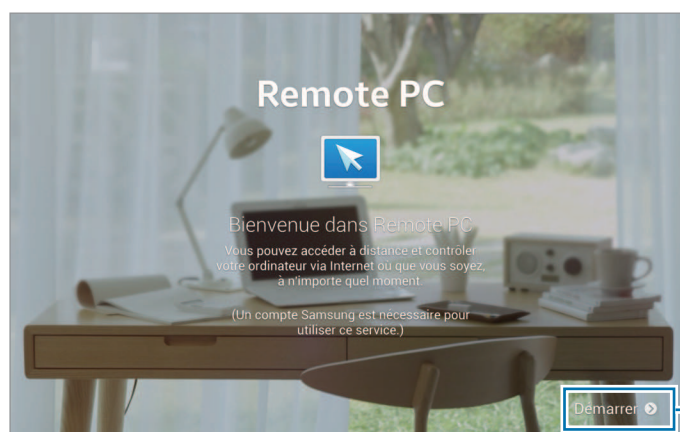 Remote PC
Bienvenue dans Remote PC
Vous pouvez accéder à distance et contrôler
votre ordinateur via Internet où que vous soyez,
à n'importe quel moment.
(Un compte Samsung est nécessaire pour
utiliser ce service.)
Démarrer